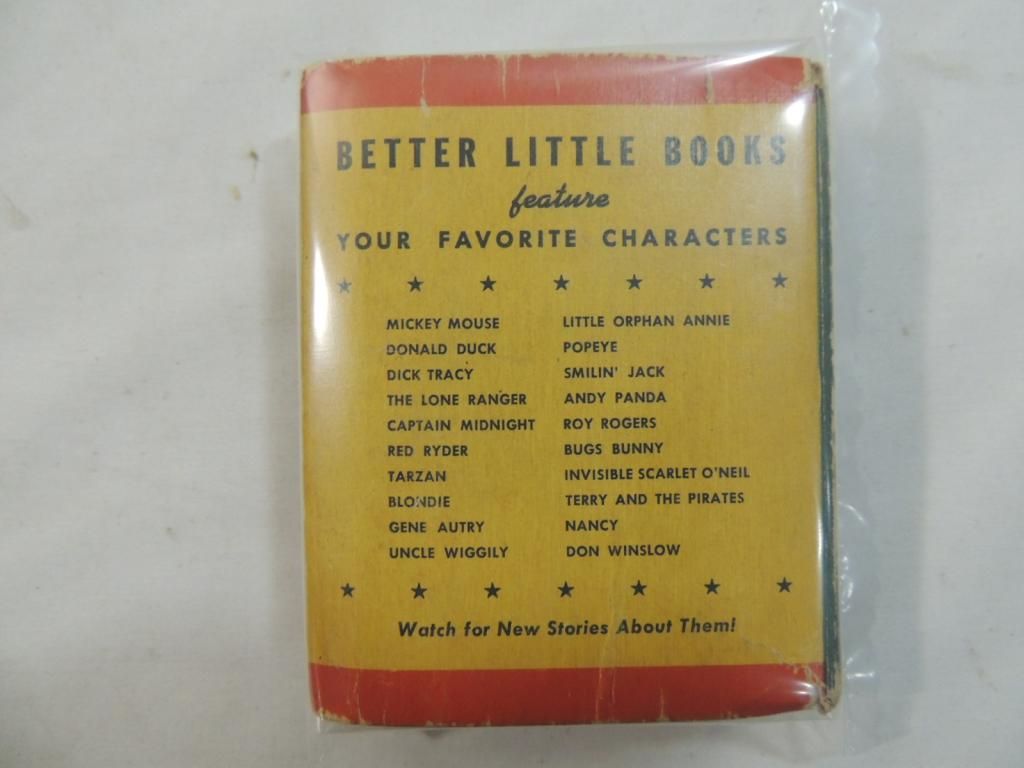 BETTER LITTLE BOOKS
feature
YOUR FAVORITE CHARACTERS
MICKEY MOUSE
DONALD DUCK
DICK TRACY
THE LONE RANGER
CAPTAIN MIDNIGHT
RED RYDER
TARZAN
BLONDIE
GENE AUTRY
UNCLE WIGGILY
LITTLE ORPHAN ANNIE
POPEYE
SMILIN' JACK
ANDY PANDA
ROY ROGERS
BUGS BUNNY
INVISIBLE SCARLET O'NEIL
TERRY AND THE PIRATES
NANCY
DON WINSLOW
Watch for New Stories About Them!